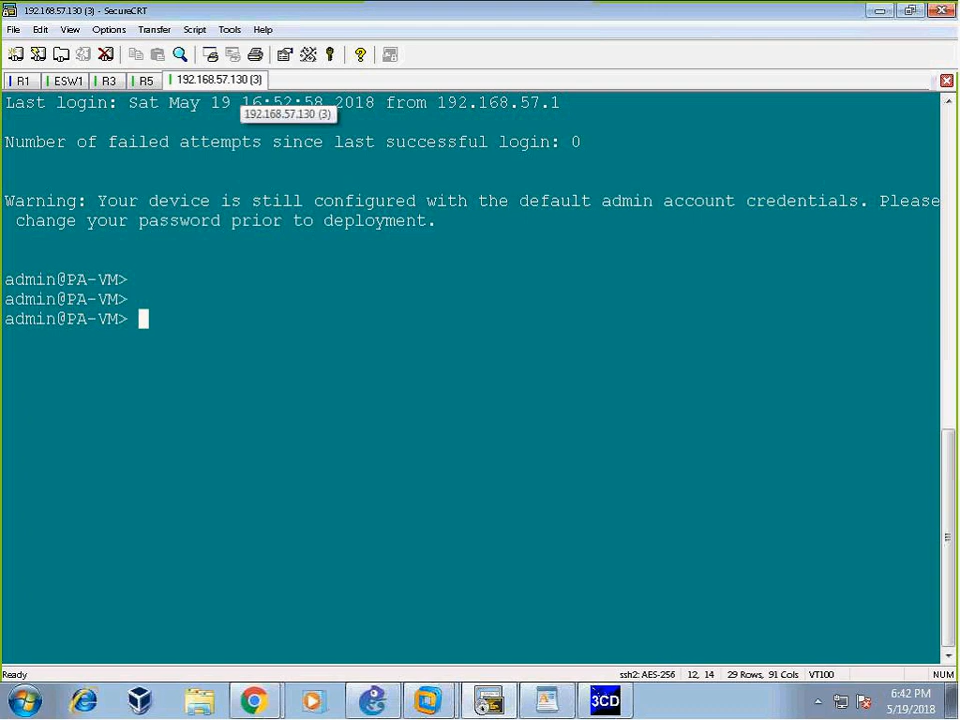 192.168.57.130 (3) - SecureCRT
File Edit View Options Transfer Script Tools Help
R1 ESW1 R3 R5 192.168.57.130 (3)
Last login: Sat May 19 16:52:58 2018 from 192.168.57.1
192.168.57.130 (3)
Number of failed attempts since last successful login: 0
Warning: Your device is still configured with the default admin account credentials. Please
change your password prior to deployment.
admin@PA-VM>
admin@PA-VM>
admin@PA-VM>
Ready ssh2: AES-256 12, 14 29 Rows, 91 Cols VT100 NUM
3CD
6:42 PM
5/19/2018